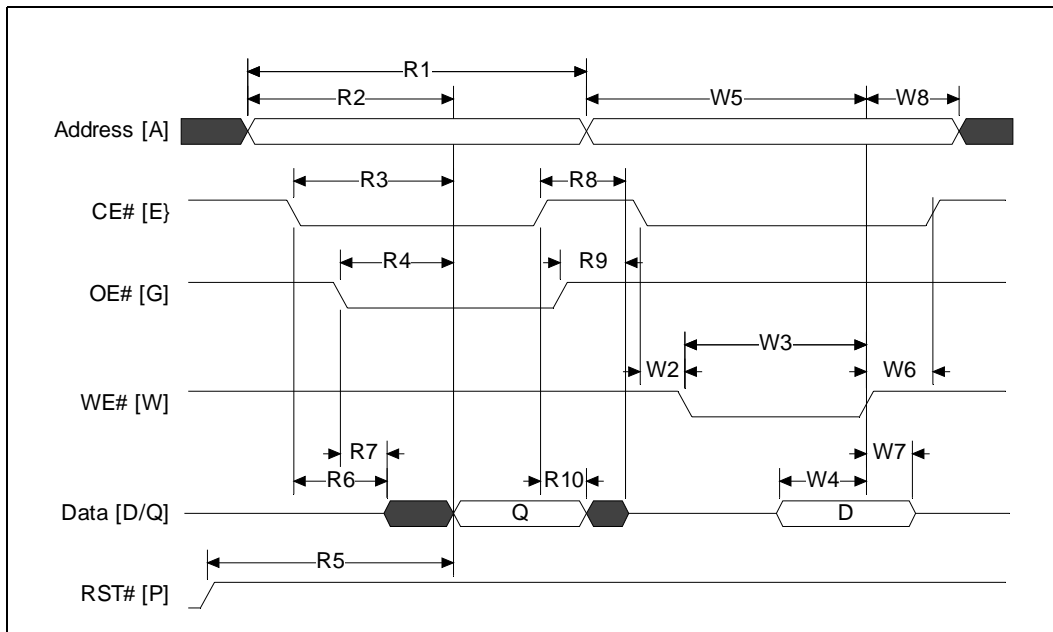 R1
R2
W5
W8
Address [A]
R3
R8
CE# [E}
R4
R9
OE# [G]
W3
W2
W6
WE# [W]
R7
W7
R6
R10
W4
Data [D/Q]
Q
D
R5
RST# [P]